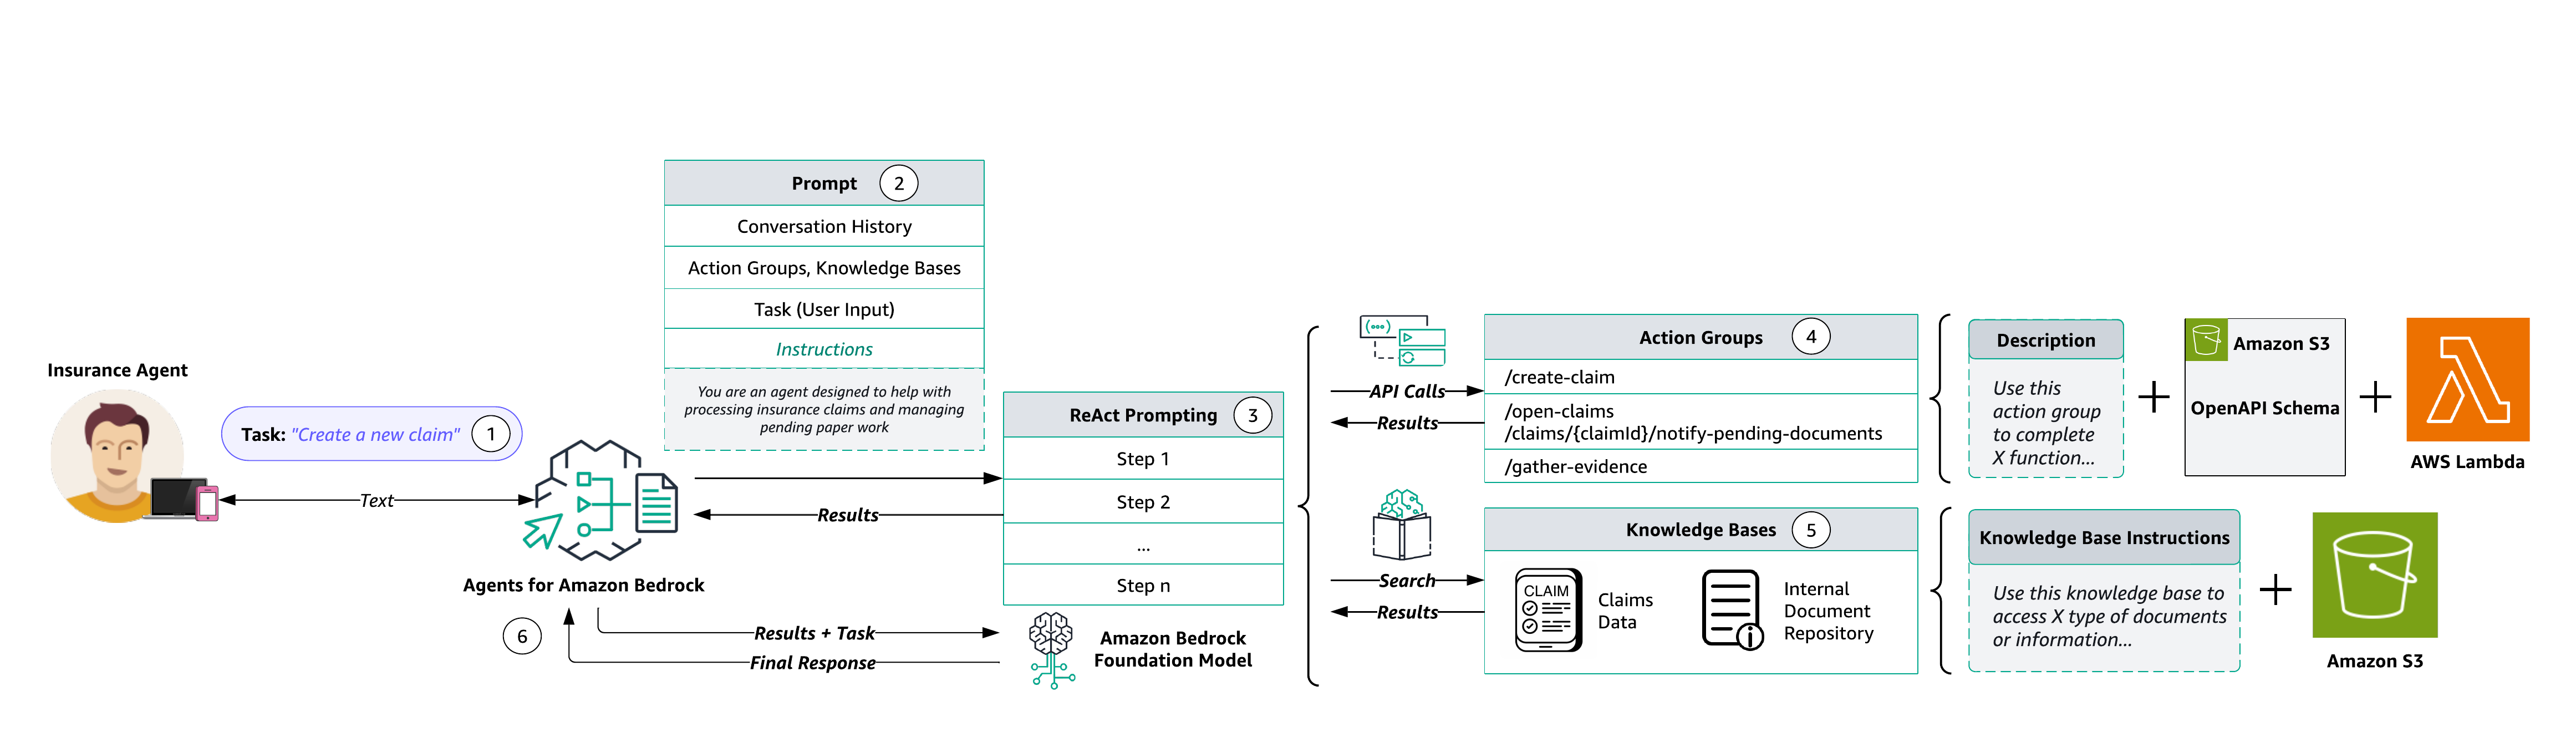 Insurance Agent
Task: "Create a new claim"
1
Text
Agents for Amazon Bedrock
Prompt
2
Conversation History
Action Groups, Knowledge Bases
Task (User Input)
Instructions
You are an agent designed to help with
processing insurance claims and managing
pending paper work
Results
ReAct Prompting
3
Step 1
Step 2
...
Step n
6
Results + Task
Final Response
Amazon Bedrock
Foundation Model
API Calls
Results
Action Groups
4
/create-claim
/open-claims
/claims/{claimId}/notify-pending-documents
/gather-evidence
Search
Results
Knowledge Bases
5
CLAIM
Claims
Data
Internal
Document
Repository
Description
Use this
action group
to complete
X function...
Amazon S3
OpenAPI Schema
AWS Lambda
Knowledge Base Instructions
Use this knowledge base to
access X type of documents
or information...
Amazon S3